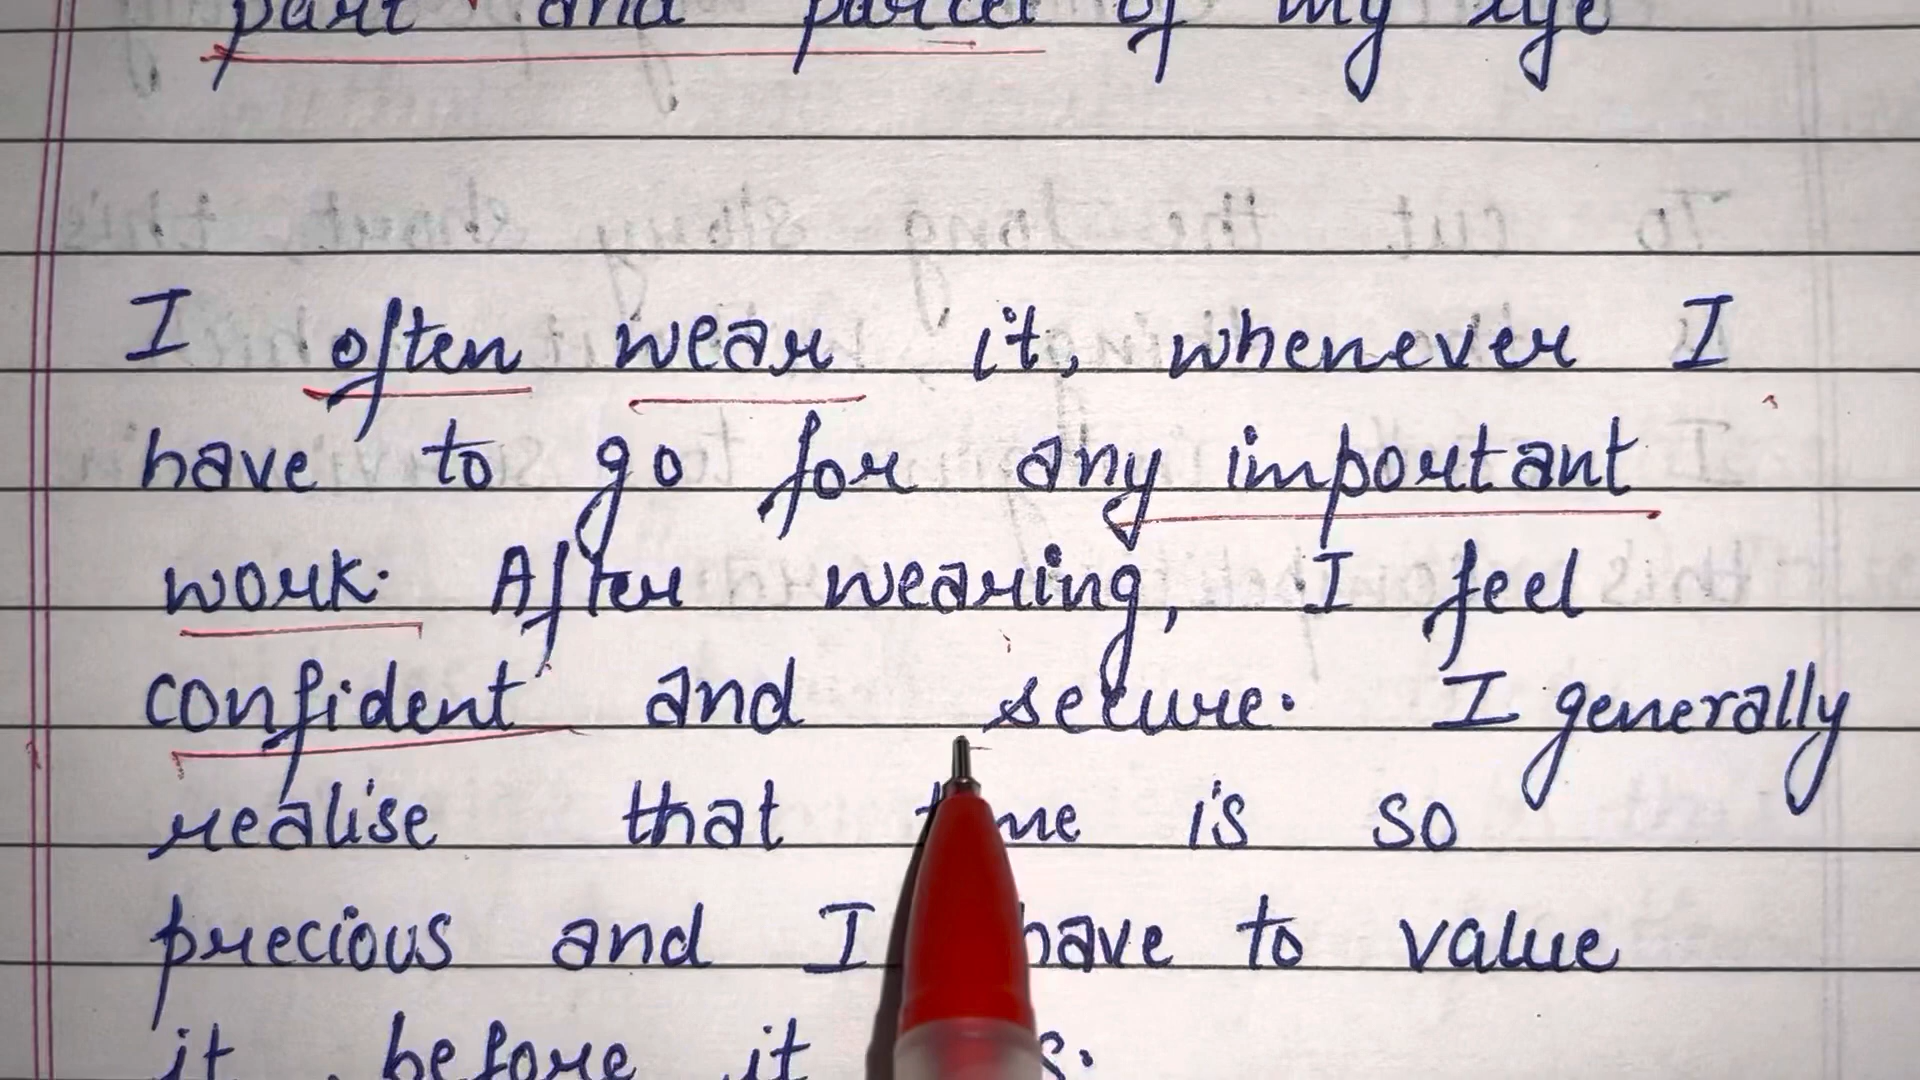 part and parcel of my life
I often wear it, whenever I
have to go for any important
work. After wearing, I feel
confident and secure. I generally
realise that is so
precious and I have to value
it before it